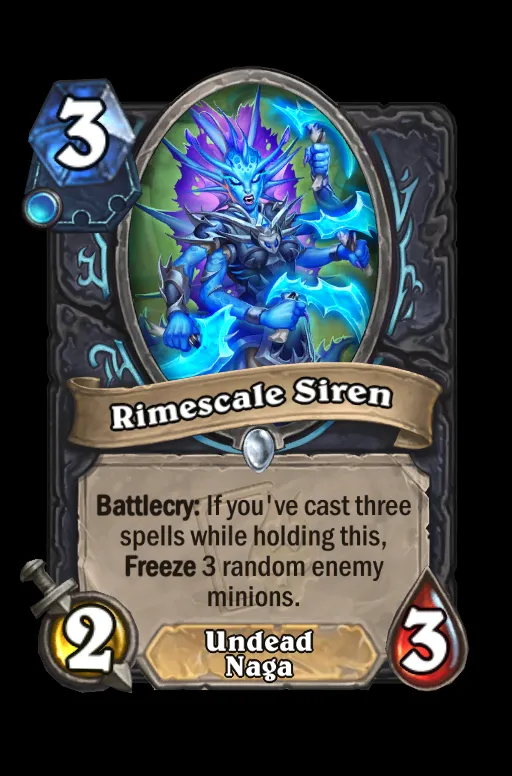 3
Rimescale Siren
Battlecry: If you've cast three
spells while holding this,
Freeze 3 random enemy
minions.
2
Undead
Naga
3